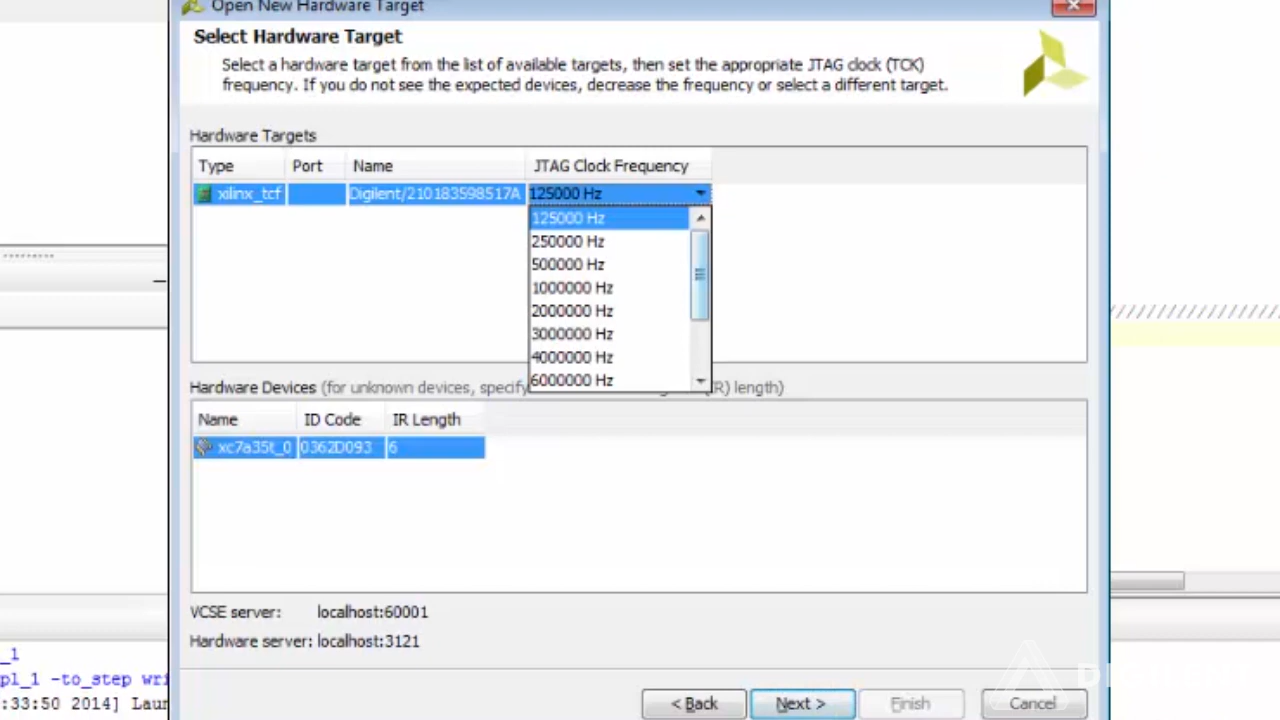 Open New Hardware Target
Select Hardware Target
Select a hardware target from the list of available targets, then set the appropriate JTAG clock (TCK)
frequency. If you do not see the expected devices, decrease the frequency or select a different target.
Hardware Targets
Type Port Name JTAG Clock Frequency
xilinx_tcf Digilent/210183598517A 125000 Hz
125000 Hz
250000 Hz
500000 Hz
1000000 Hz
2000000 Hz
3000000 Hz
4000000 Hz
6000000 Hz
Hardware Devices (for unknown devices, specify (IR) length)
Name ID Code IR Length
xc7a35t_0 0362D093 6
VCSE server: localhost:60001
Hardware server: localhost:3121
_1
pl_1 -to_step wri
:33:50 2014] Laun
< Back Next > Finish Cancel